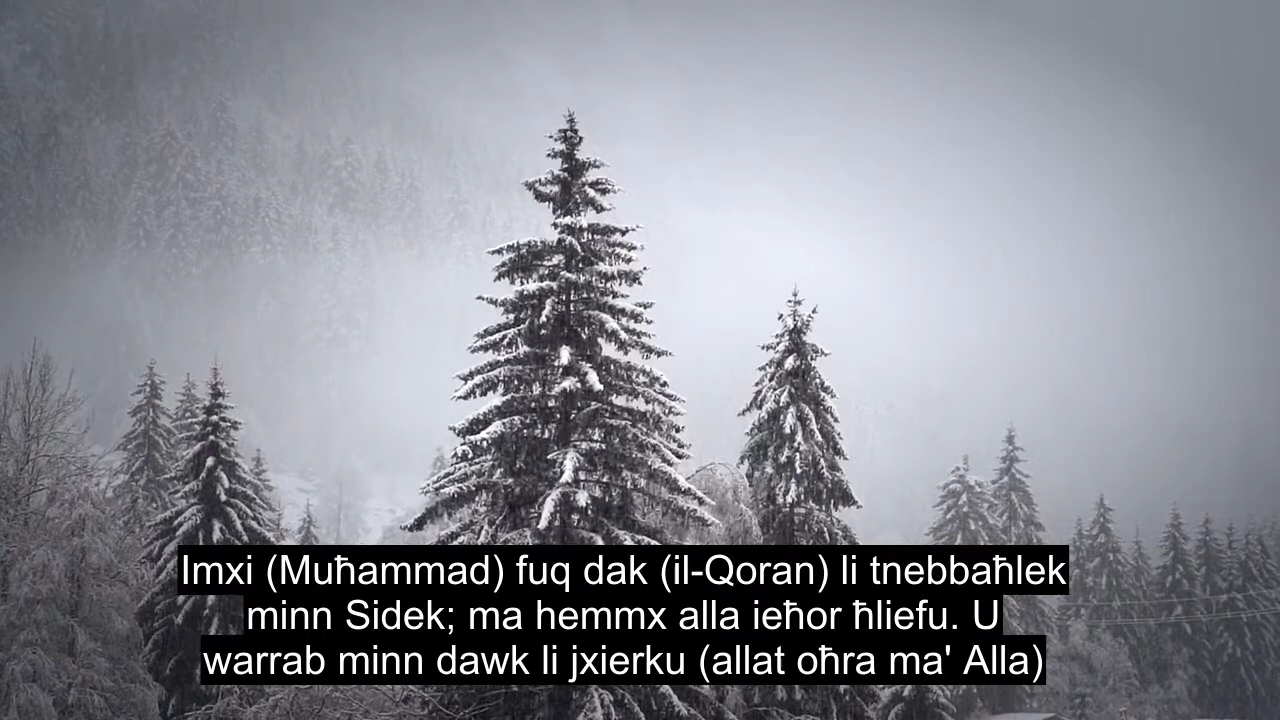 Imxi (Muħammad) fuq dak (il-Qoran) li tnebbaħlek
minn Sidek; ma hemmx alla ieħor ħliefu. U
warrab minn dawk li jxierku (allat oħra ma' Alla)